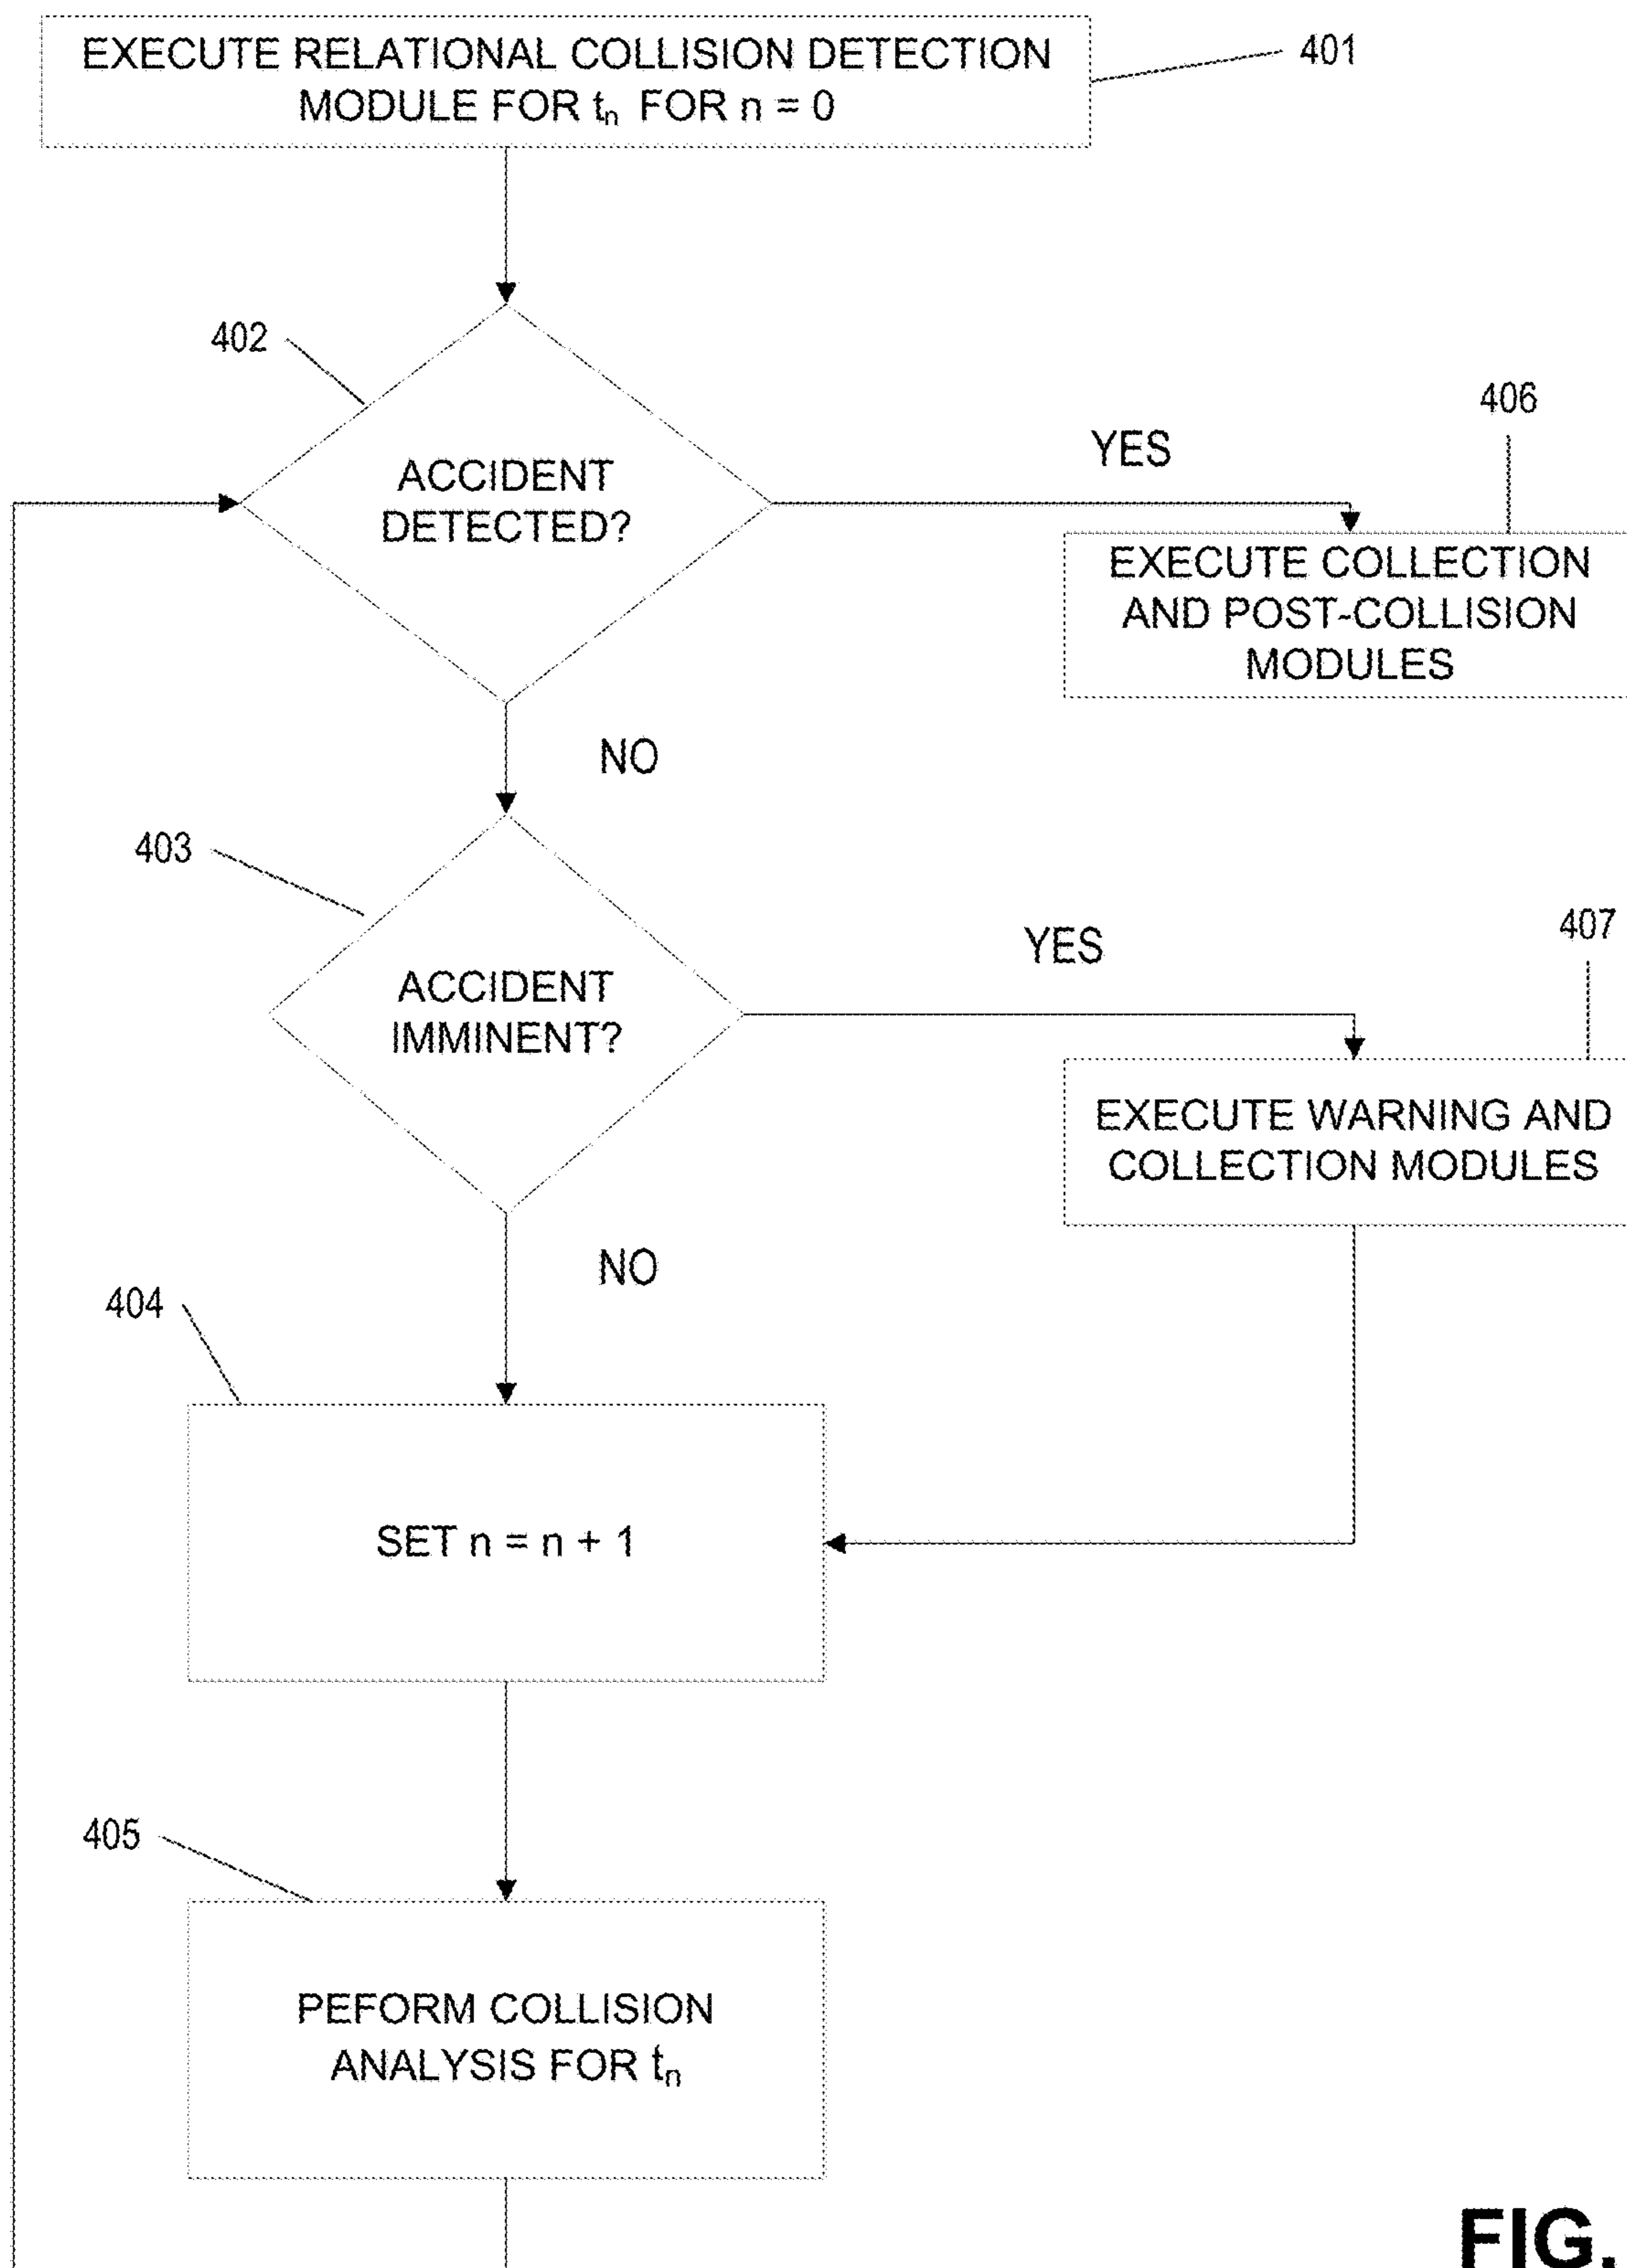 EXECUTE RELATIONAL COLLISION DETECTION
MODULE FOR tn FOR n = 0
401
402
ACCIDENT
DETECTED?
YES
406
EXECUTE COLLECTION
AND POST-COLLISION
MODULES
NO
403
ACCIDENT
IMMINENT?
YES
407
EXECUTE WARNING AND
COLLECTION MODULES
NO
404
SET n = n + 1
405
PEFORM COLLISION
ANALYSIS FOR tn
FIG.